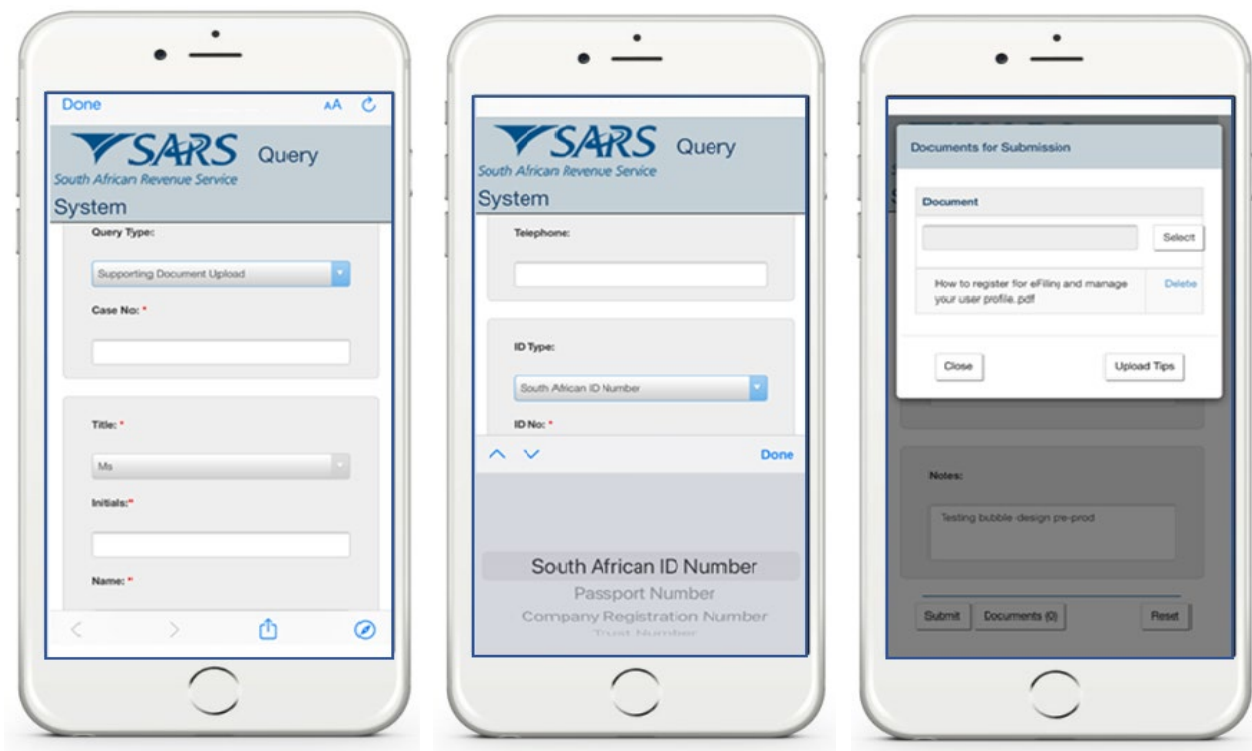 Done
AA
SARS Query
South African Revenue Service
System
Query Type:
Supporting Document Upload
Case No: *
Title: *
Ms
Initials:*
Name: *
SARS Query
South African Revenue Service
System
Telephone:
ID Type:
South African ID Number
ID No: *
Done
South African ID Number
Passport Number
Company Registration Number
Trust Number
Documents for Submission
Document
Select
How to register for eFiling and manage
your user profile.pdf
Delete
Close
Upload Tips
Notes:
Testing bubble design pre-prod
Submit
Documents (0)
Reset